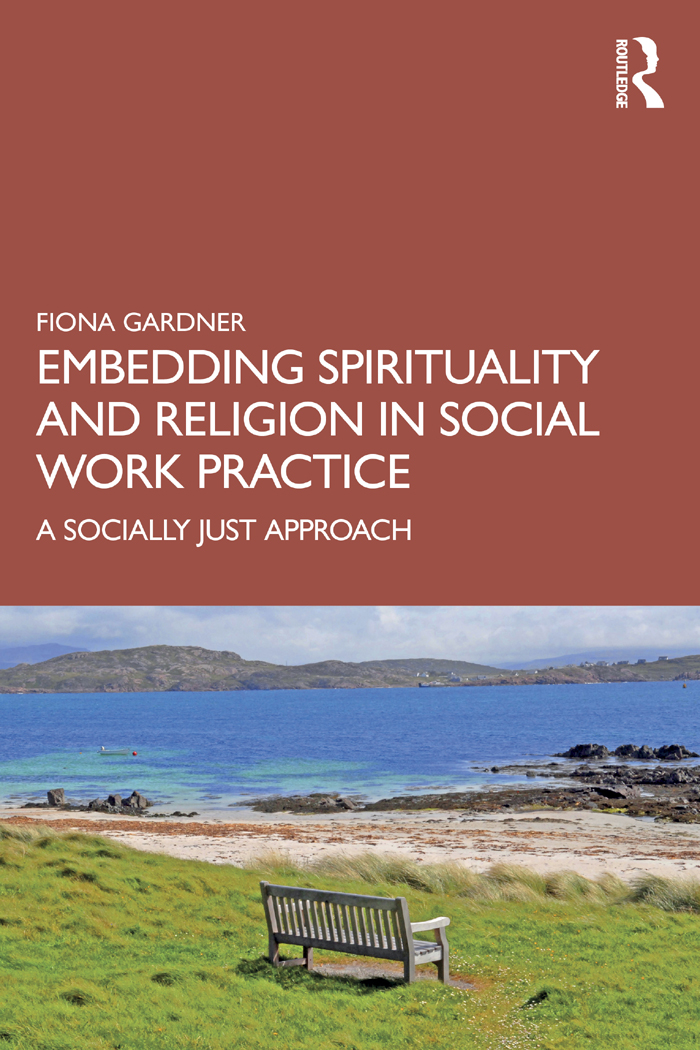 ROUTLEDGE
FIONA GARDNER
EMBEDDING SPIRITUALITY
AND RELIGION IN SOCIAL
WORK PRACTICE
A SOCIALLY JUST APPROACH